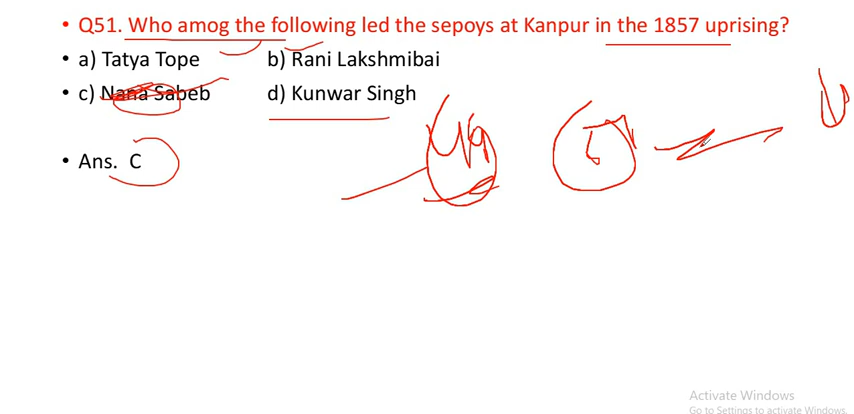 • Q51. Who amog the following led the sepoys at Kanpur in the 1857 uprising?
• a) Tatya Tope b) Rani Lakshmibai
• c) Nana Sabeb d) Kunwar Singh
• Ans. C
Activate Windows
Go to Settings to activate Windows.